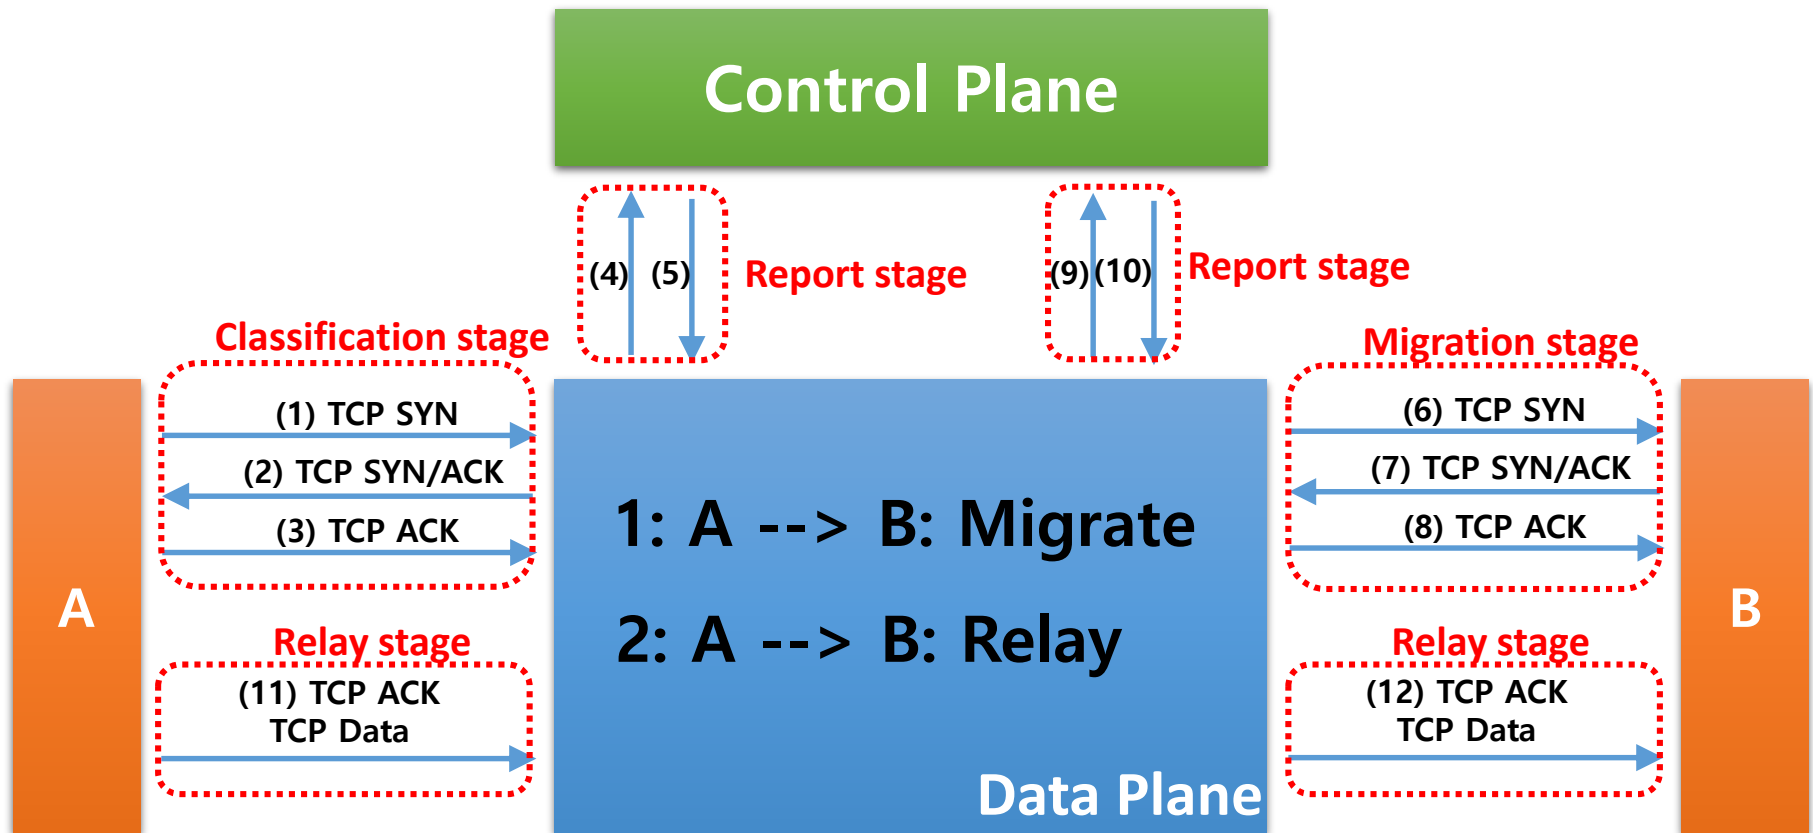 Control Plane
(4)
(5)
Report stage
(9)
(10)
Report stage
Classification stage
(1) TCP SYN
(2) TCP SYN/ACK
(3) TCP ACK
Migration stage
(6) TCP SYN
(7) TCP SYN/ACK
(8) TCP ACK
A
1: A --> B: Migrate
2: A --> B: Relay
B
Relay stage
(11) TCP ACK
TCP Data
Relay stage
(12) TCP ACK
TCP Data
Data Plane